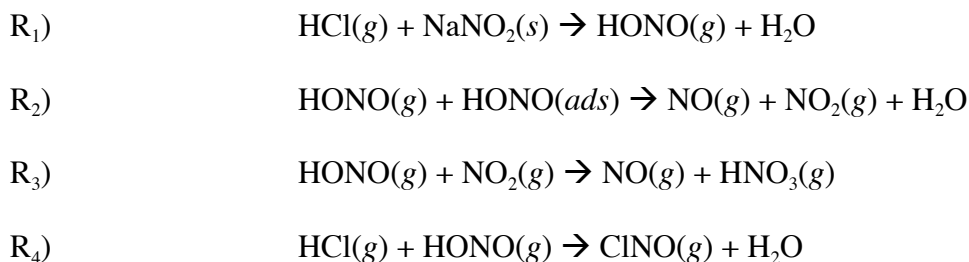 R₁) HCl(g) + NaNO₂(s) → HONO(g) + H₂O
R₂) HONO(g) + HONO(ads) → NO(g) + NO₂(g) + H₂O
R₃) HONO(g) + NO₂(g) → NO(g) + HNO₃(g)
R₄) HCl(g) + HONO(g) → ClNO(g) + H₂O